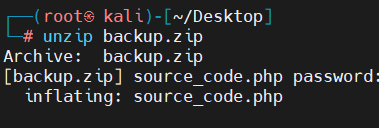 ┌──(root㉿ kali)-[~/Desktop]
└─# unzip backup.zip
Archive:  backup.zip
[backup.zip] source_code.php password:
  inflating: source_code.php